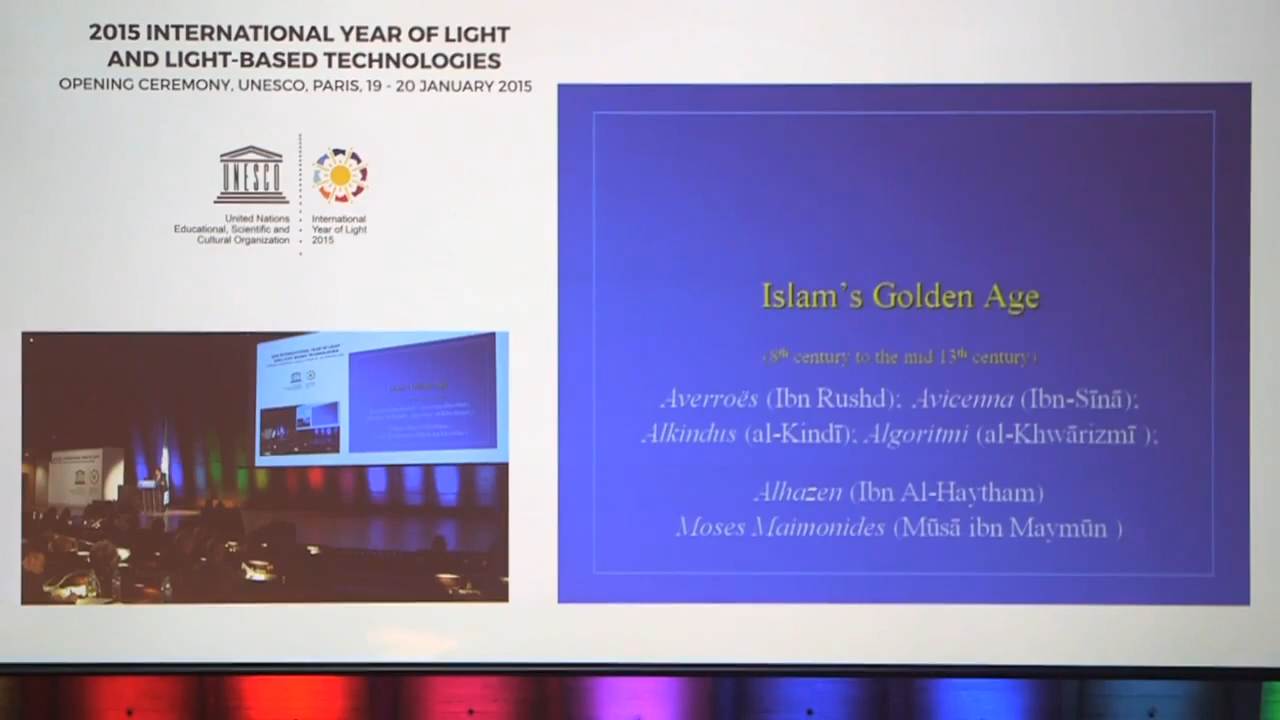 2015 INTERNATIONAL YEAR OF LIGHT
AND LIGHT-BASED TECHNOLOGIES
OPENING CEREMONY, UNESCO, PARIS, 19 - 20 JANUARY 2015
UNESCO
United Nations
Educational, Scientific and
Cultural Organization
International
Year of Light
2015
Islam's Golden Age
(8th century to the mid 13th century)
Averroës (Ibn Rushd); Avicenna (Ibn-Sīnā);
Alkindus (al-Kindī); Algoritmi (al-Khwārizmī );
Alhazen (Ibn Al-Haytham)
Moses Maimonides (Mūsā ibn Maymūn )